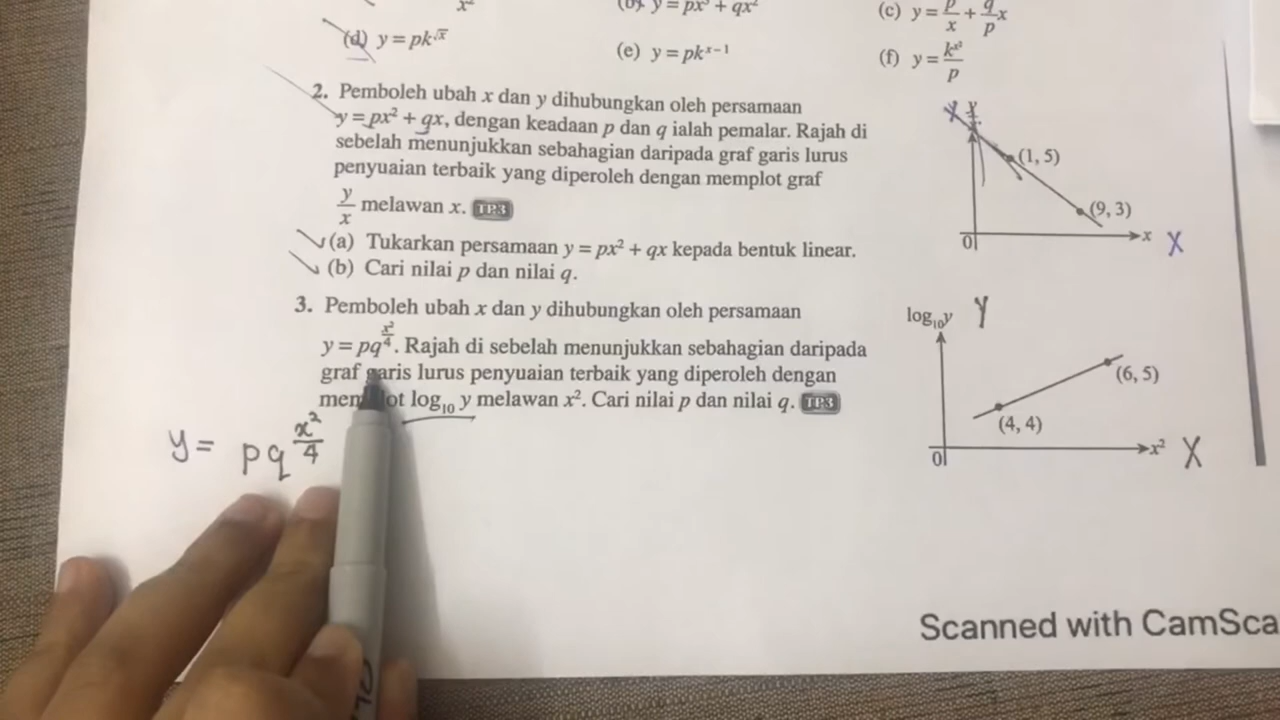 x²
(b) y = px³ + qx²
(c) y = p/x + q/p x
(d) y = pk^√x
(e) y = pk^x – 1
(f) y = k^x²/p
2. Pemboleh ubah x dan y dihubungkan oleh persamaan
y = px² + qx, dengan keadaan p dan q ialah pemalar. Rajah di
sebelah menunjukkan sebahagian daripada graf garis lurus
penyuaian terbaik yang diperoleh dengan memplot graf
y/x melawan x. TP3
(a) Tukarkan persamaan y = px² + qx kepada bentuk linear.
(b) Cari nilai p dan nilai q.
Y y/x
(1, 5)
(9, 3)
0
x X
3. Pemboleh ubah x dan y dihubungkan oleh persamaan
y = pq^x²/4. Rajah di sebelah menunjukkan sebahagian daripada
graf garis lurus penyuaian terbaik yang diperoleh dengan
log₁₀ y melawan x². Cari nilai p dan nilai q. TP3
log₁₀y Y
(6, 5)
(4, 4)
0
x² X
y = pq^x²/4
Scanned with CamSca